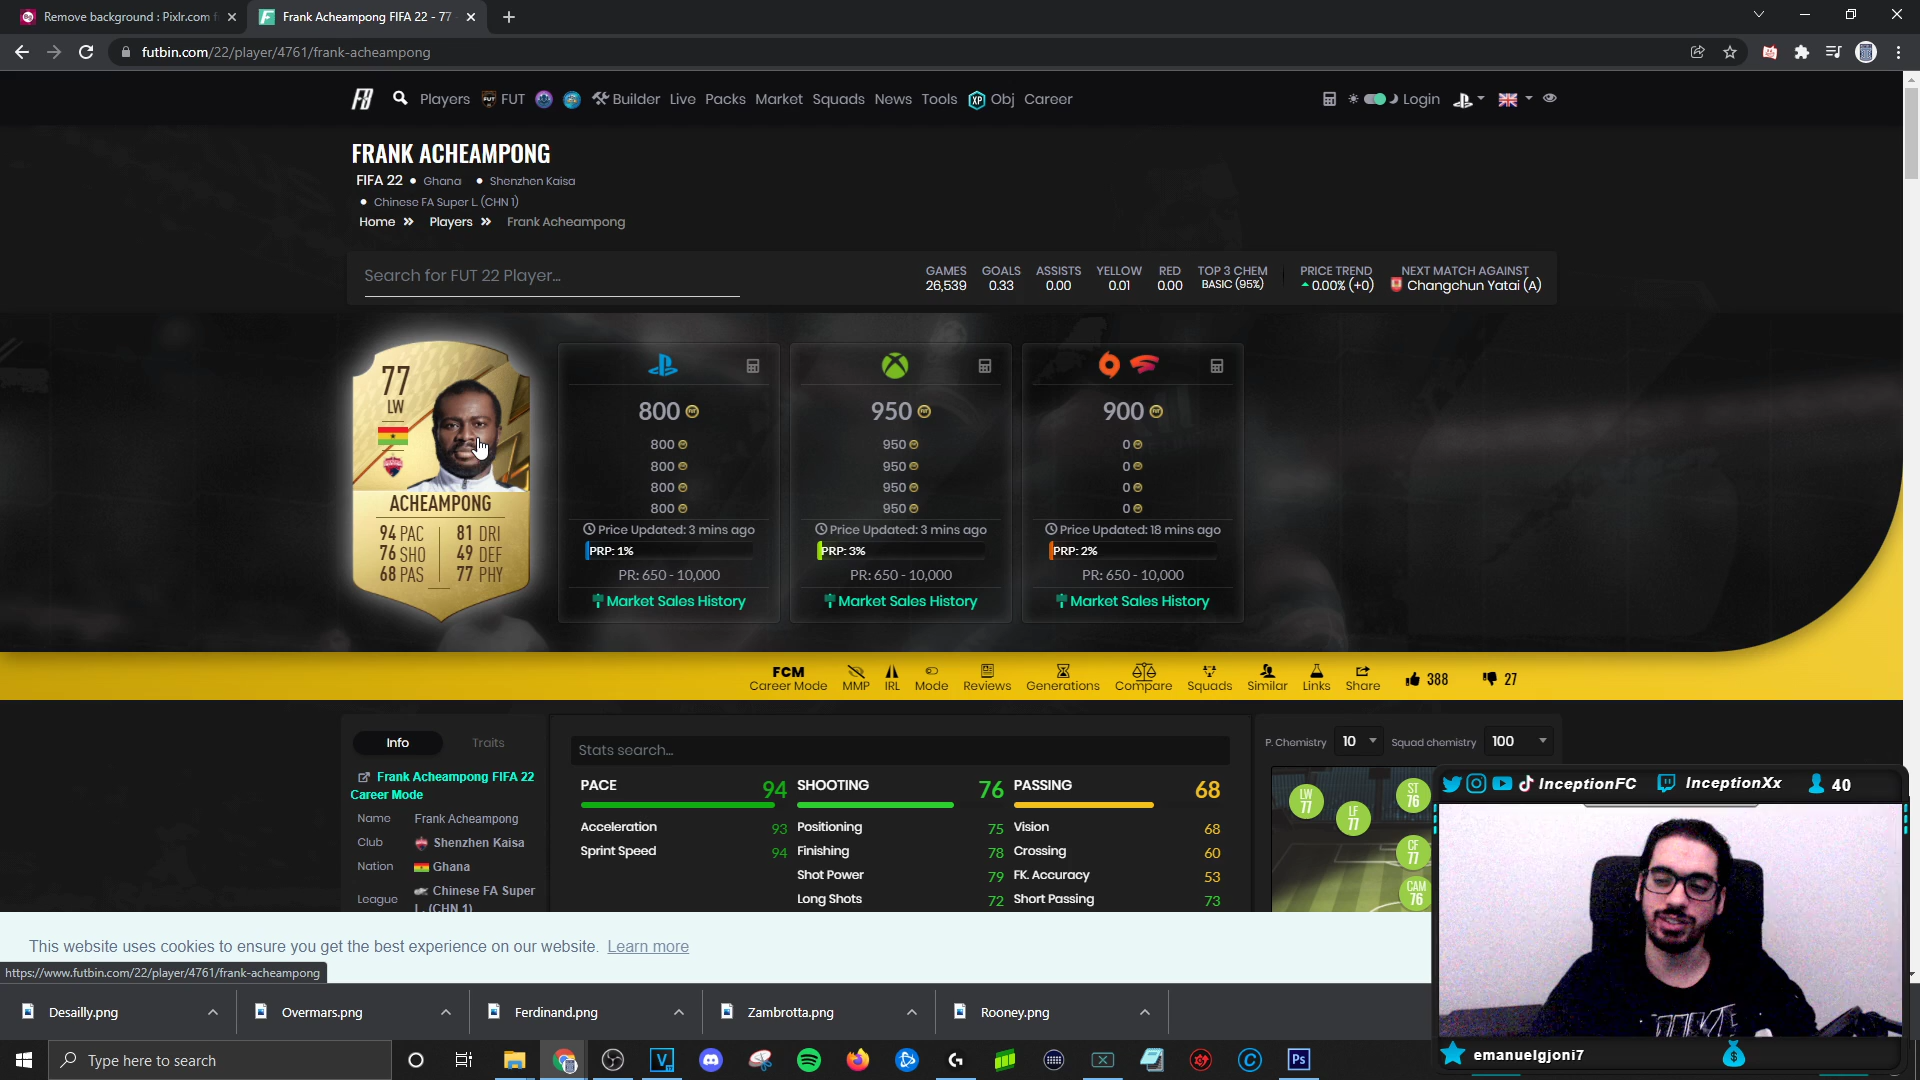 Remove background : Pixlr.com f
Frank Acheampong FIFA 22 - 77
futbin.com/22/player/4761/frank-acheampong
Players FUT Builder Live Packs Market Squads News Tools XP Obj Career
Login
FRANK ACHEAMPONG
FIFA 22 • Ghana • Shenzhen Kaisa
• Chinese FA Super L. (CHN 1)
Home » Players » Frank Acheampong
Search for FUT 22 Player...
GAMES GOALS ASSISTS YELLOW RED TOP 3 CHEM PRICE TREND NEXT MATCH AGAINST
26,539 0.33 0.00 0.01 0.00 BASIC (95%) 0.00% (+0) Changchun Yatai (A)
77
LW
ACHEAMPONG
94 PAC 81 DRI
76 SHO 49 DEF
68 PAS 77 PHY
800 950 900
800 950 0
800 950 0
800 950 0
800 950 0
Price Updated: 3 mins ago Price Updated: 3 mins ago Price Updated: 18 mins ago
PRP: 1% PRP: 3% PRP: 2%
PR: 650 - 10,000 PR: 650 - 10,000 PR: 650 - 10,000
Market Sales History Market Sales History Market Sales History
FCM
Career Mode MMP IRL Mode Reviews Generations Compare Squads Similar Links Share 388 27
Info Traits
Frank Acheampong FIFA 22
Career Mode
Name Frank Acheampong
Club Shenzhen Kaisa
Nation Ghana
League Chinese FA Super
L. (CHN 1)
Stats search...
PACE 94 SHOOTING 76 PASSING 68
Acceleration 93 Positioning 75 Vision 68
Sprint Speed 94 Finishing 78 Crossing 60
Shot Power 79 FK. Accuracy 53
Long Shots 72 Short Passing 73
P. Chemistry 10 Squad chemistry 100
LW
77
LF
77
ST
76
CF
77
CAM
76
InceptionFC InceptionXx 40
emanuelgjoni7
This website uses cookies to ensure you get the best experience on our website. Learn more
https://www.futbin.com/22/player/4761/frank-acheampong
Desailly.png
Overmars.png
Ferdinand.png
Zambrotta.png
Rooney.png
Type here to search
Ps